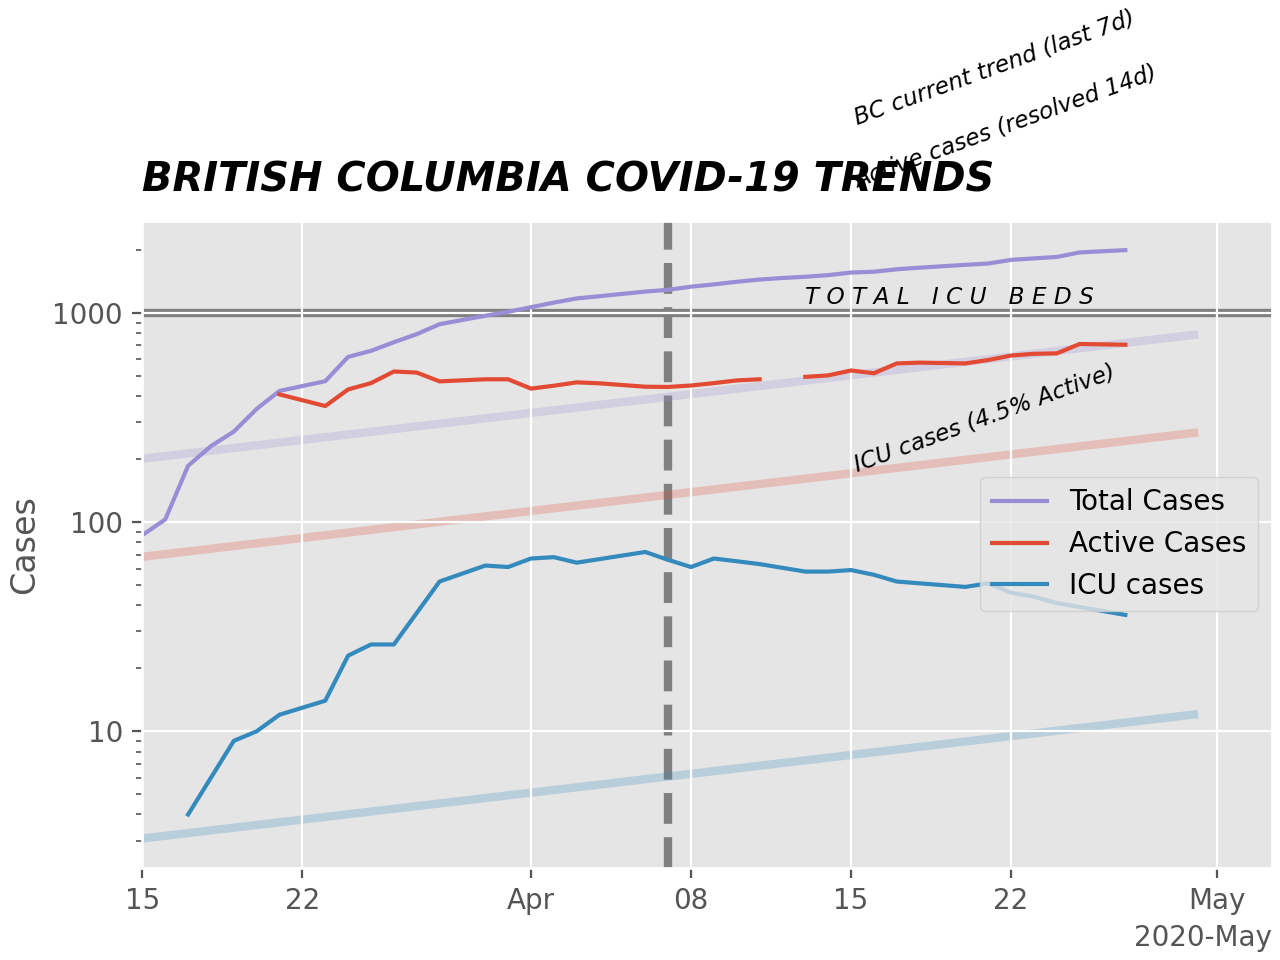 BC current trend (last 7d)
Active cases (resolved 14d)
BRITISH COLUMBIA COVID-19 TRENDS
TOTAL ICU BEDS
1000
ICU cases (4.5% Active)
Total Cases
100
Active Cases
Cases
ICU cases
10
15 22 Apr 08 15 22 May
2020-May